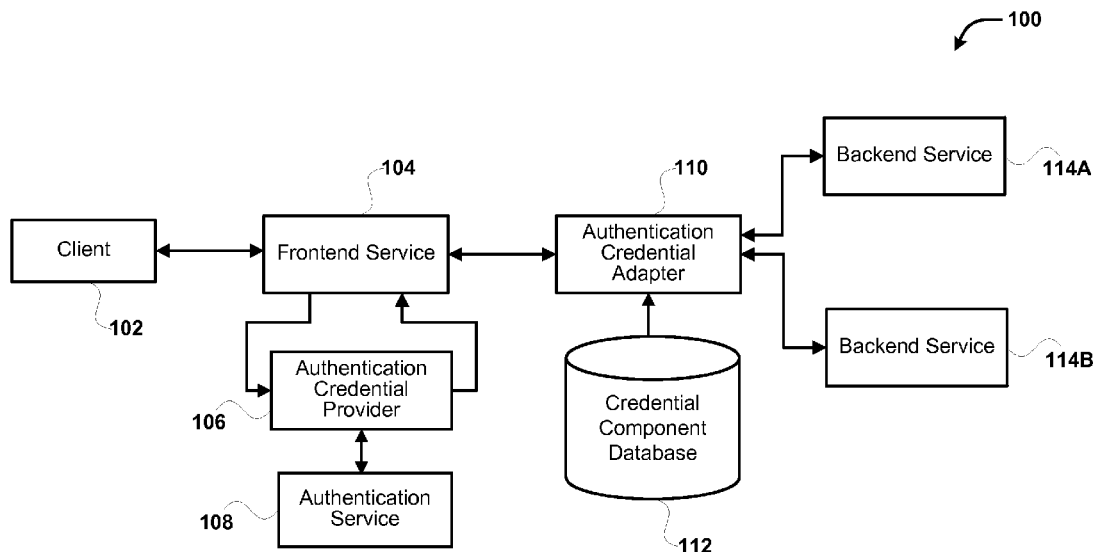 100
Backend Service
114A
104
110
Client
102
Frontend Service
Authentication
Credential
Adapter
Backend Service
114B
Authentication
Credential
Provider
106
Credential
Component
Database
Authentication
Service
108
112